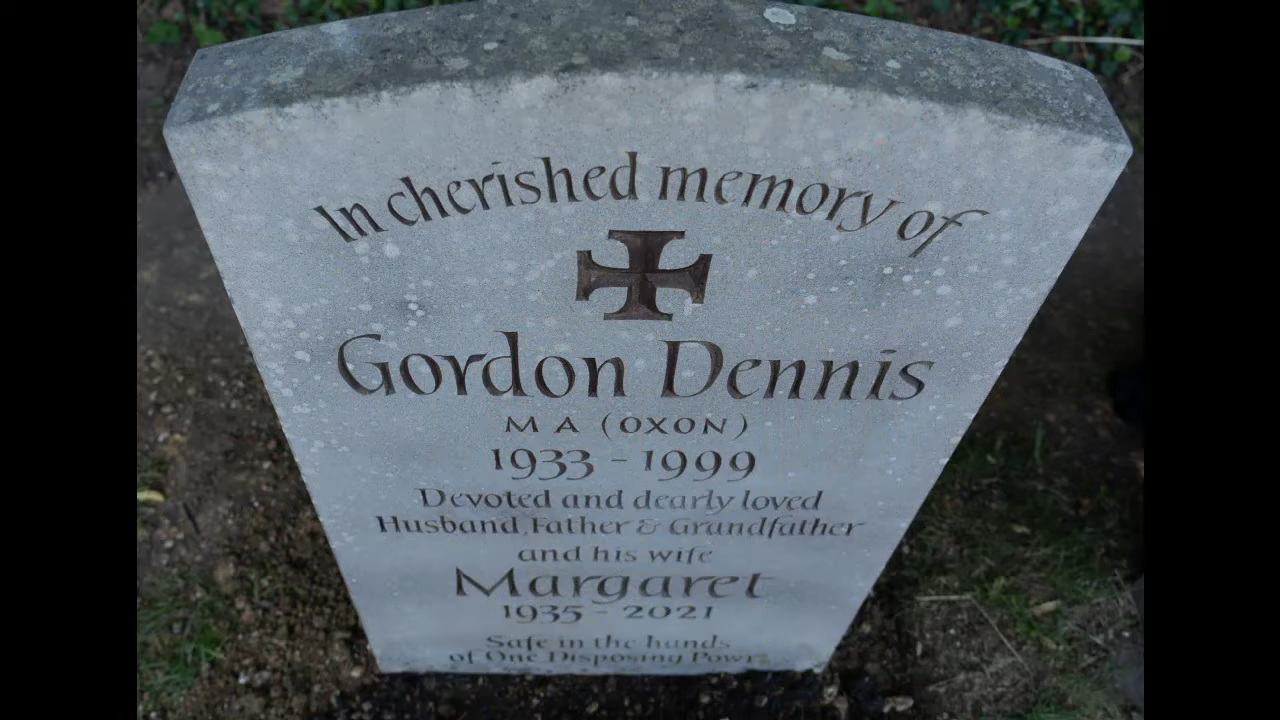 In cherished memory of
Gordon Dennis
M A (OXON)
1933 - 1999
Devoted and dearly loved
Husband, Father & Grandfather
and his wife
Margaret
1935 - 2021
Safe in the hands
of One Disposing Powr